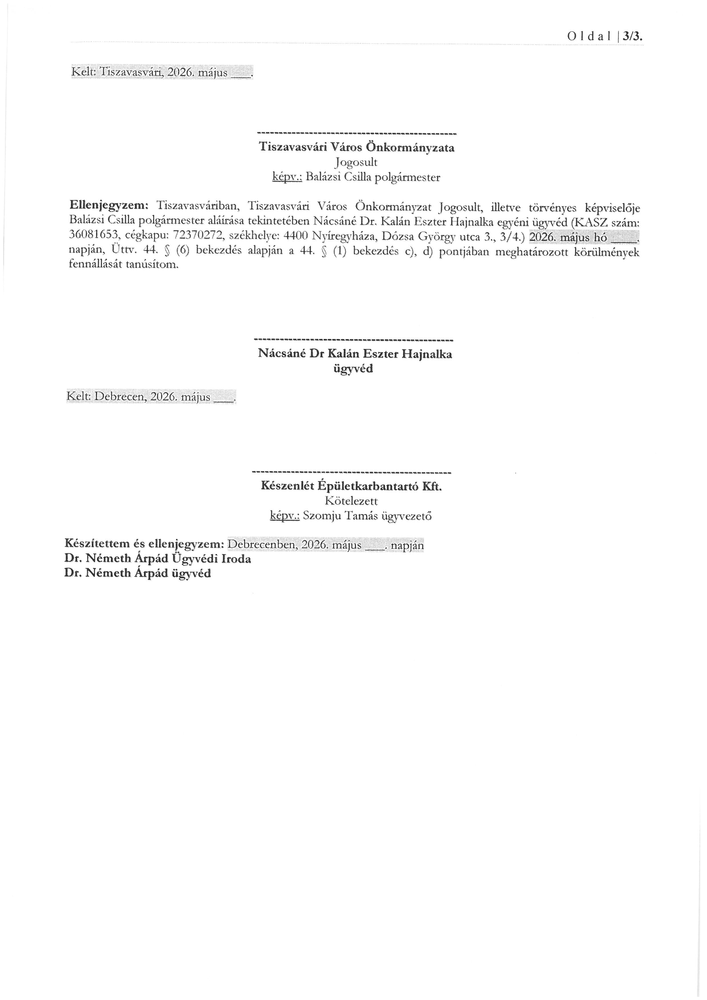 Oldal | 3/3.
Kelt: Tiszavasvári, 2026. május ____.
Tiszavasvári Város Önkormányzata
Jogosult
képv.: Balázsi Csilla polgármester
Ellenjegyzem: Tiszavasváriban, Tiszavasvári Város Önkormányzat Jogosult, illetve törvényes képviselője
Balázsi Csilla polgármester aláírása tekintetében Nácsáné Dr. Kalán Eszter Hajnalka egyéni ügyvéd (KASZ szám:
36081653, cégkapu: 72370272, székhelye: 4400 Nyíregyháza, Dózsa György utca 3., 3/4.) 2026. május hó _____.
napján, Üttv. 44. § (6) bekezdés alapján a 44. § (1) bekezdés c), d) pontjában meghatározott körülmények
fennállását tanúsítom.
Nácsáné Dr Kalán Eszter Hajnalka
ügyvéd
Kelt: Debrecen, 2026. május ____.
Készenlét Épületkarbantartó Kft.
Kötelezett
képv.: Szomju Tamás ügyvezető
Készítettem és ellenjegyzem: Debrecenben, 2026. május ____. napján
Dr. Németh Árpád Ügyvédi Iroda
Dr. Németh Árpád ügyvéd